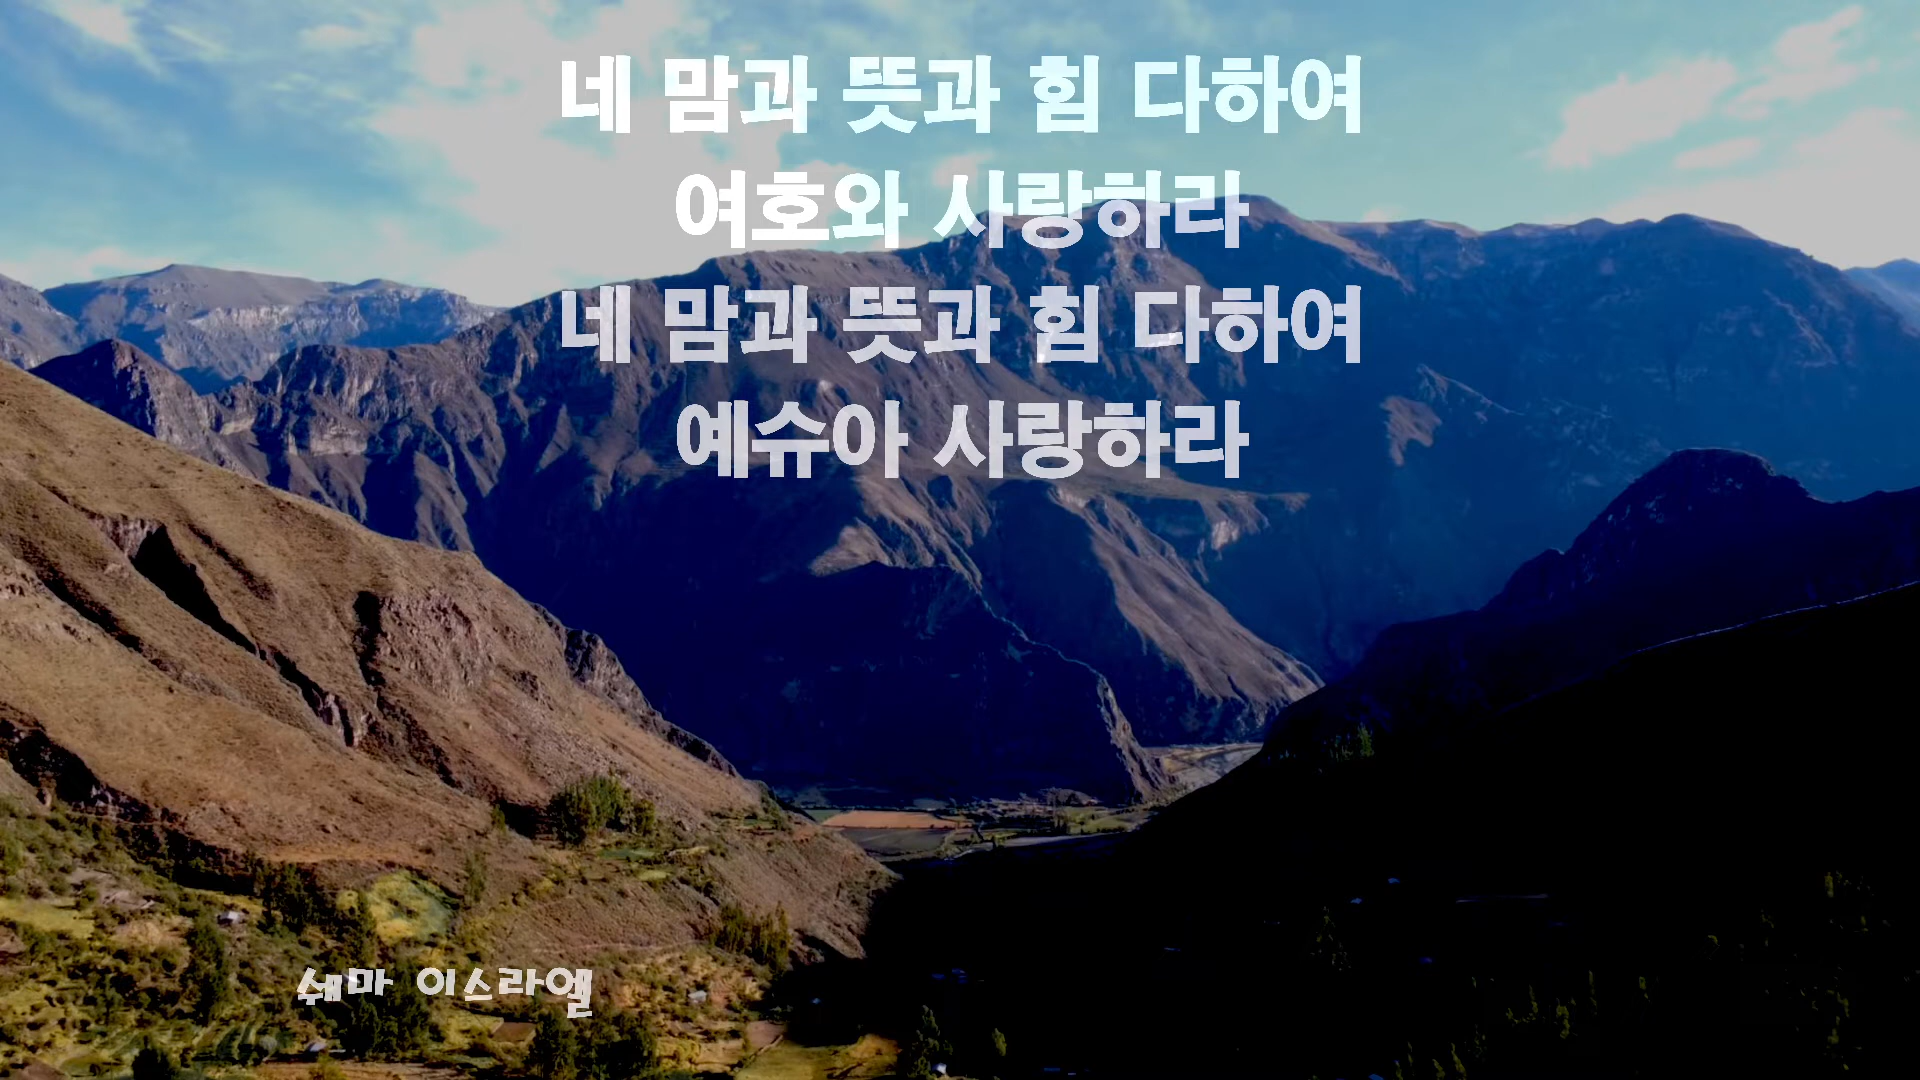 네 맘과 뜻과 힘 다하여
여호와 사랑하라
네 맘과 뜻과 힘 다하여
예슈아 사랑하라
쉐마 이스라엘